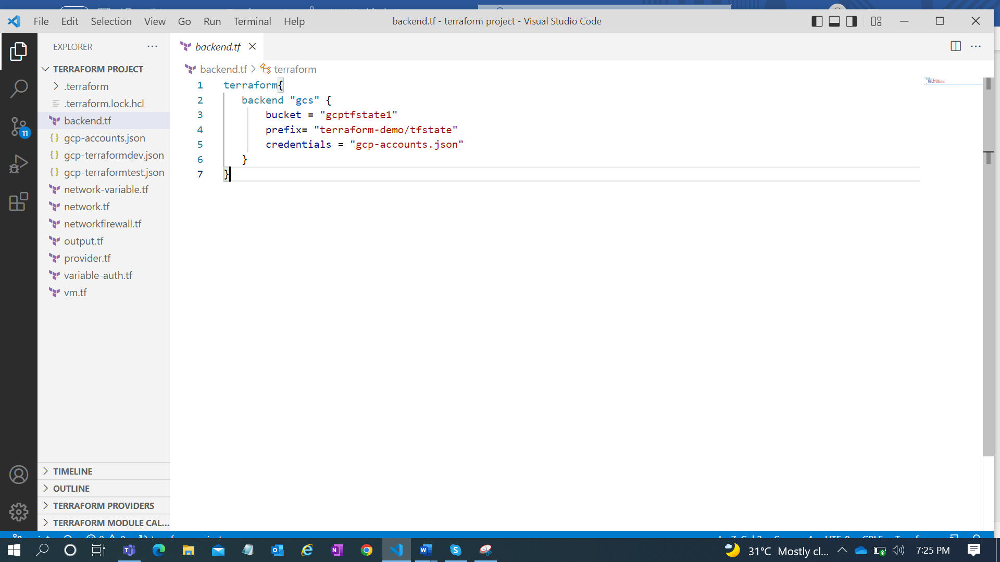 File Edit Selection View Go Run Terminal Help
backend.tf - terraform project - Visual Studio Code
EXPLORER
TERRAFORM PROJECT
.terraform
.terraform.lock.hcl
backend.tf
gcp-accounts.json
gcp-terraformdev.json
gcp-terraformtest.json
network-variable.tf
network.tf
networkfirewall.tf
output.tf
provider.tf
variable-auth.tf
vm.tf
11
TIMELINE
OUTLINE
TERRAFORM PROVIDERS
TERRAFORM MODULE CAL...
backend.tf
backend.tf > terraform
1 terraform{
2 backend "gcs" {
3 bucket = "gcptfstate1"
4 prefix= "terraform-demo/tfstate"
5 credentials = "gcp-accounts.json"
6 }
7 }
31°C Mostly cl...
7:25 PM